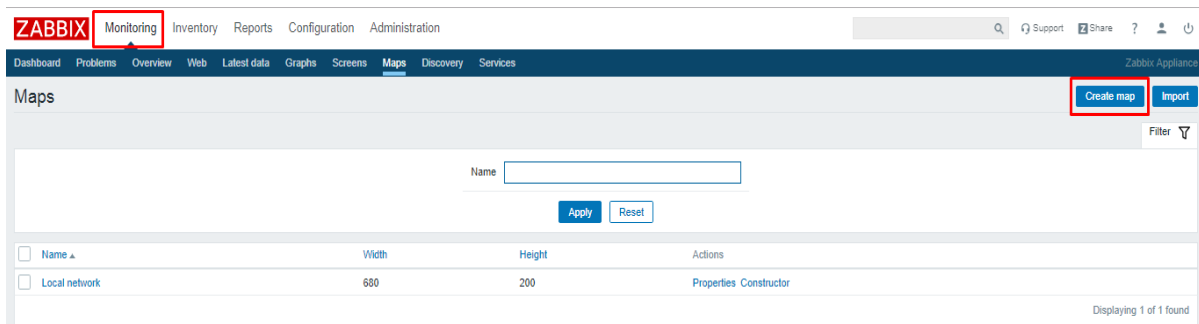 ZABBIX Monitoring Inventory Reports Configuration Administration Support Z Share ?
Dashboard Problems Overview Web Latest data Graphs Screens Maps Discovery Services Zabbix Appliance
Maps Create map Import
Filter
Name
Apply Reset
Name Width Height Actions
Local network 680 200 Properties Constructor
Displaying 1 of 1 found